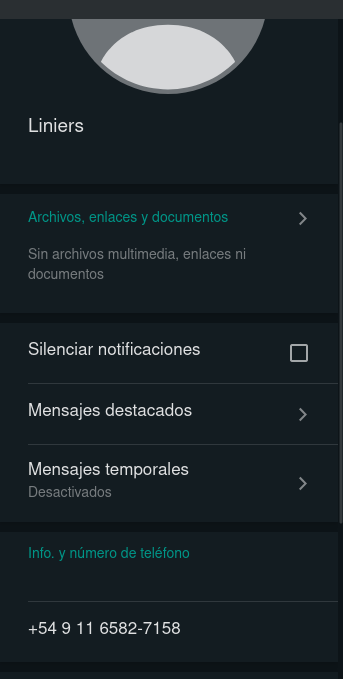 Liniers
Archivos, enlaces y documentos
Sin archivos multimedia, enlaces ni
documentos
Silenciar notificaciones
Mensajes destacados
Mensajes temporales
Desactivados
Info. y número de teléfono
+54 9 11 6582-7158